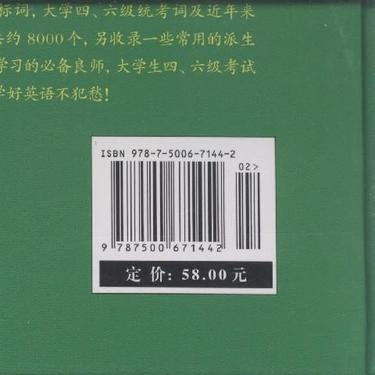 标词，大学四、六级统考词及近年来
约 8000 个，另收录一些常用的派生
学习的必备良师，大学生四、六级考试
学好英语不犯愁！
ISBN 978-7-5006-7144-2
02>
9 787500 671442
定 价：58.00元